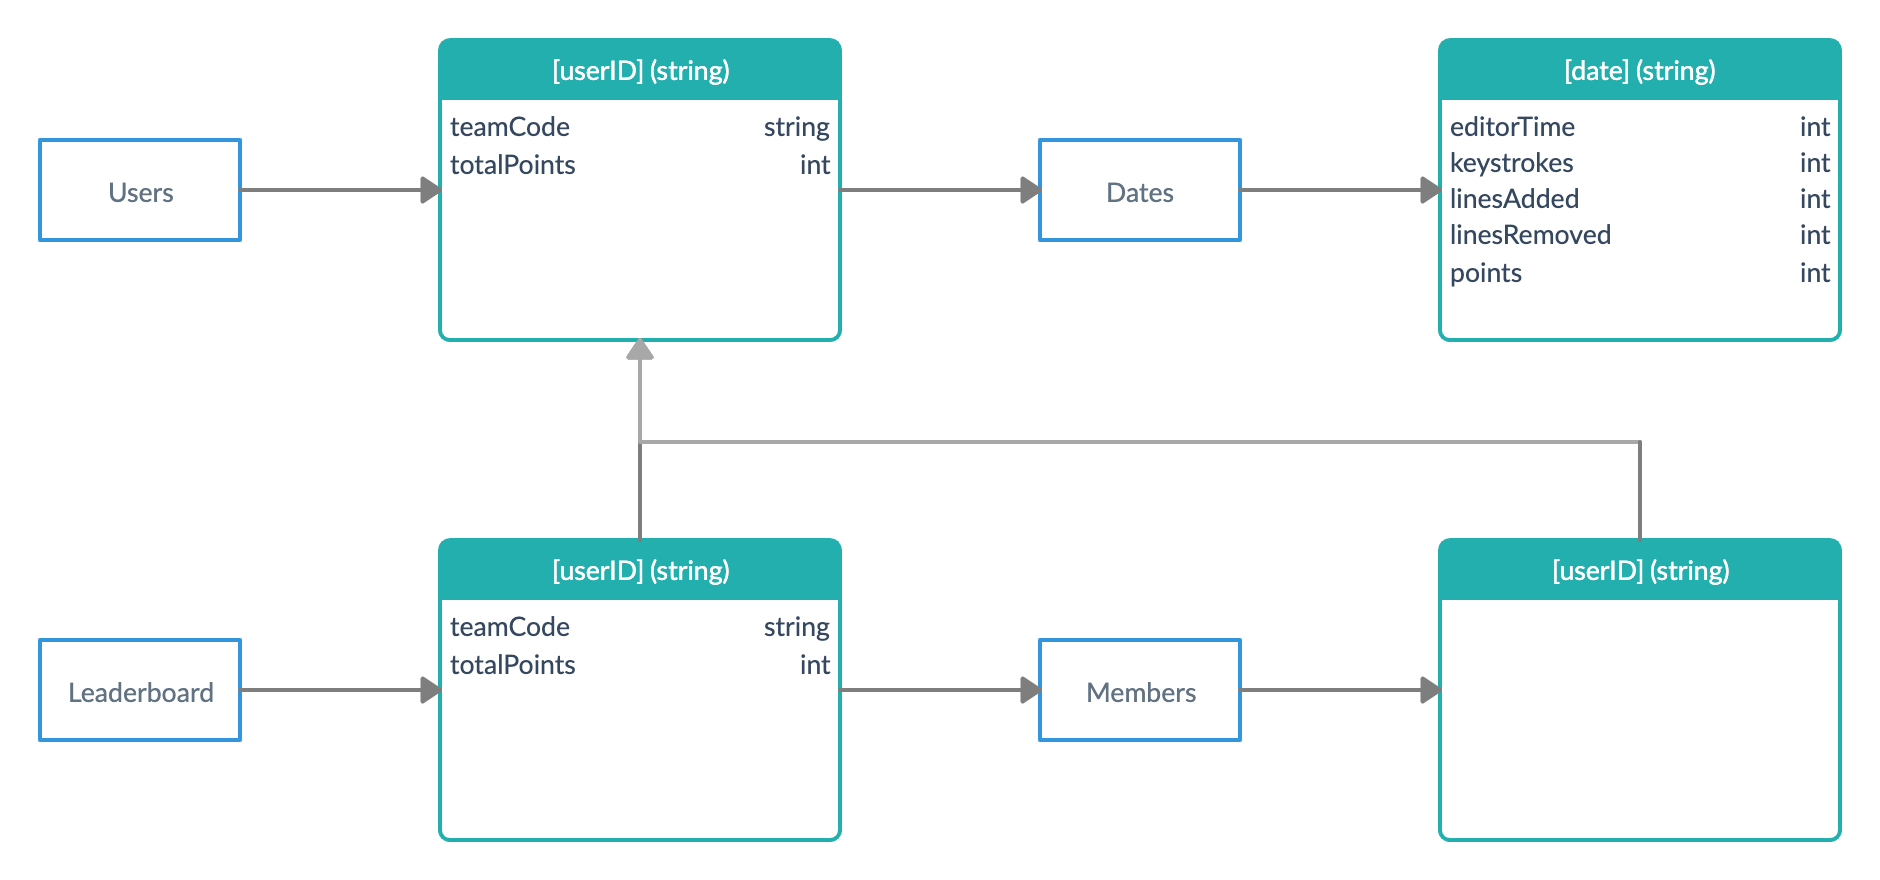 Users
[userID] (string)
teamCode string
totalPoints int
Dates
[date] (string)
editorTime int
keystrokes int
linesAdded int
linesRemoved int
points int
Leaderboard
[userID] (string)
teamCode string
totalPoints int
Members
[userID] (string)